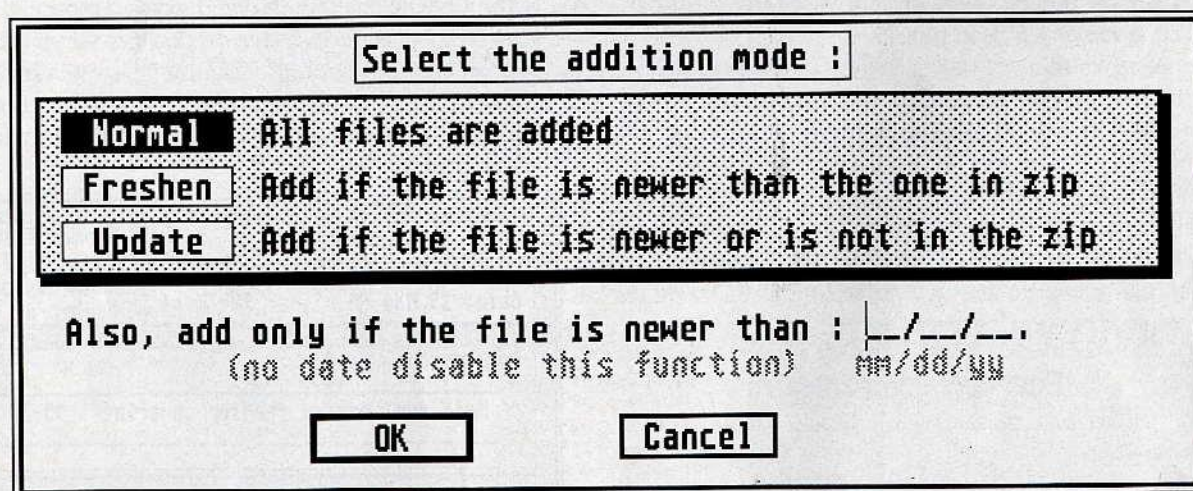 Select the addition mode :
Normal All files are added
Freshen Add if the file is newer than the one in zip
Update Add if the file is newer or is not in the zip
Also, add only if the file is newer than : __/__/__.
(no date disable this function) mm/dd/yy
OK Cancel